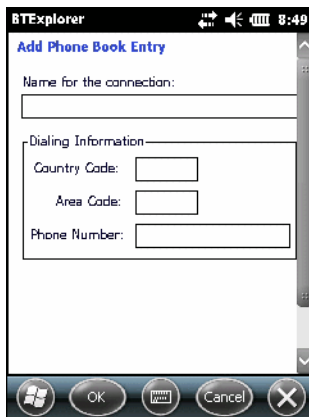 BTExplorer 8:49
Add Phone Book Entry
Name for the connection:
Dialing Information
Country Code:
Area Code:
Phone Number:
OK Cancel